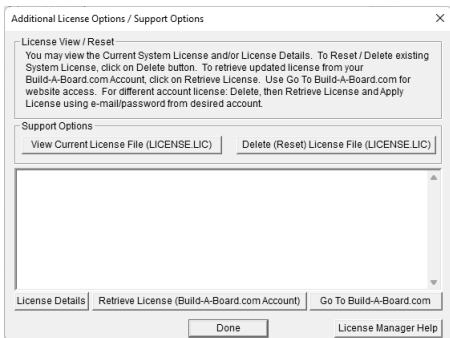 Additional License Options / Support Options
License View / Reset
You may view the Current System License and/or License Details. To Reset / Delete existing
System License, click on Delete button. To retrieve updated license from your
Build-A-Board.com Account, click on Retrieve License. Use Go To Build-A-Board.com for
website access. For different account license: Delete, then Retrieve License and Apply
License using e-mail/password from desired account.
Support Options
View Current License File (LICENSE.LIC) Delete (Reset) License File (LICENSE.LIC)
License Details Retrieve License (Build-A-Board.com Account) Go To Build-A-Board.com
Done License Manager Help